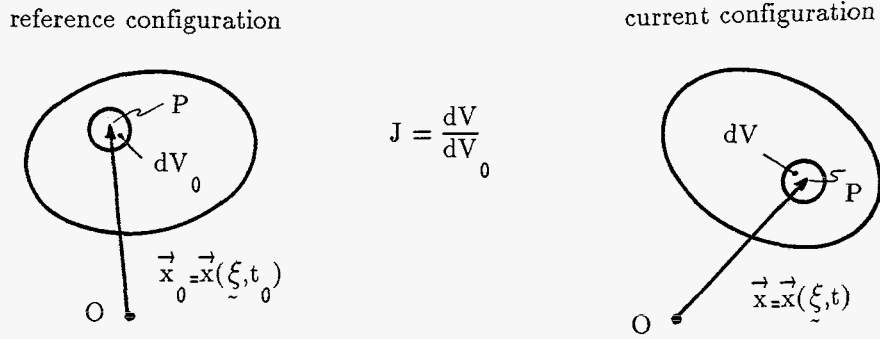 reference configuration
current configuration
P
dV₀
J = dV/dV₀
dV
P
x⃗₀=x⃗(ξ̰,t₀)
O
x⃗=x⃗(ξ̰,t)
O